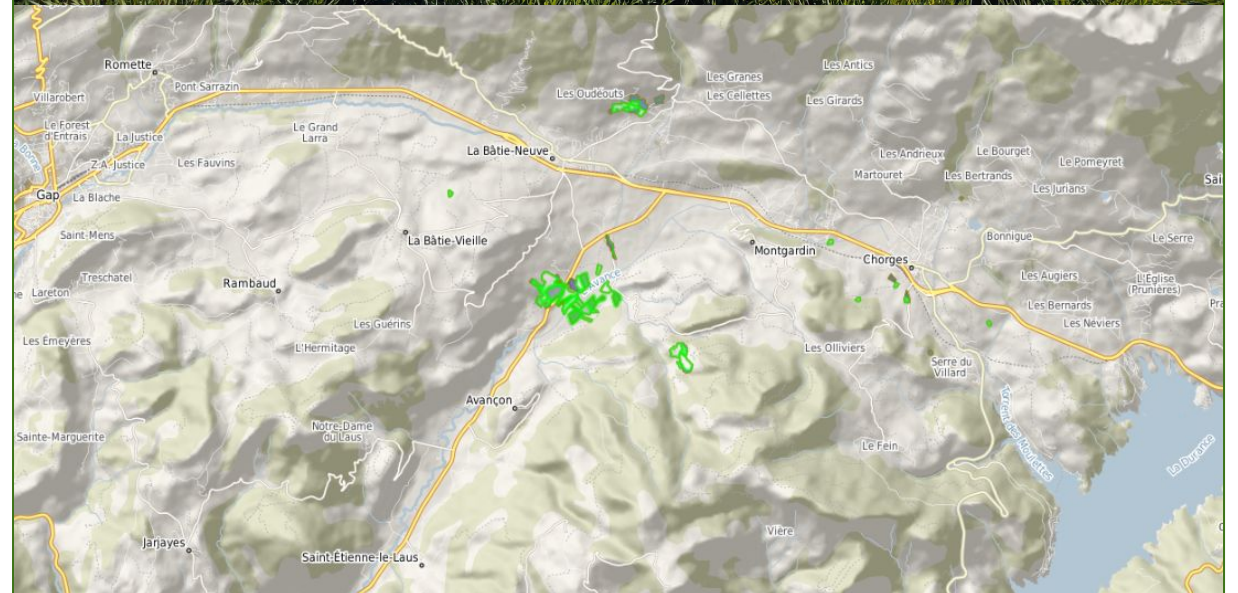 Romette
Villarobert
Pont Sarrazin
Le Forest
d'Entrais
La Justice
Z.A. Justice
Les Fauvins
Le Grand
Larra
La Bâtie-Neuve
Les Oudéouts
Les Granes
Les Cellettes
Les Antics
Les Girards
Les Andrieux
Martouret
Le Bourget
Les Bertrands
Le Pomeyret
Les Jurians
Sai
Gap
La Blache
Saint-Mens
La Bâtie-Vieille
Avance
Montgardin
Chorges
Bonnigue
Le Serre
Treschatel
Rambaud
Lareton
Les Augiers
L'Église
(Prunières)
Les Bernards
Pra
Les Guérins
Les Néviers
Les Émeyères
L'Hermitage
Les Olliviers
Serre du
Villard
Avançon
Torrent des Moulettes
Notre-Dame
du Laus
Sainte-Marguerite
Le Fein
La Durance
Vière
Jarjayes
Saint-Étienne-le-Laus